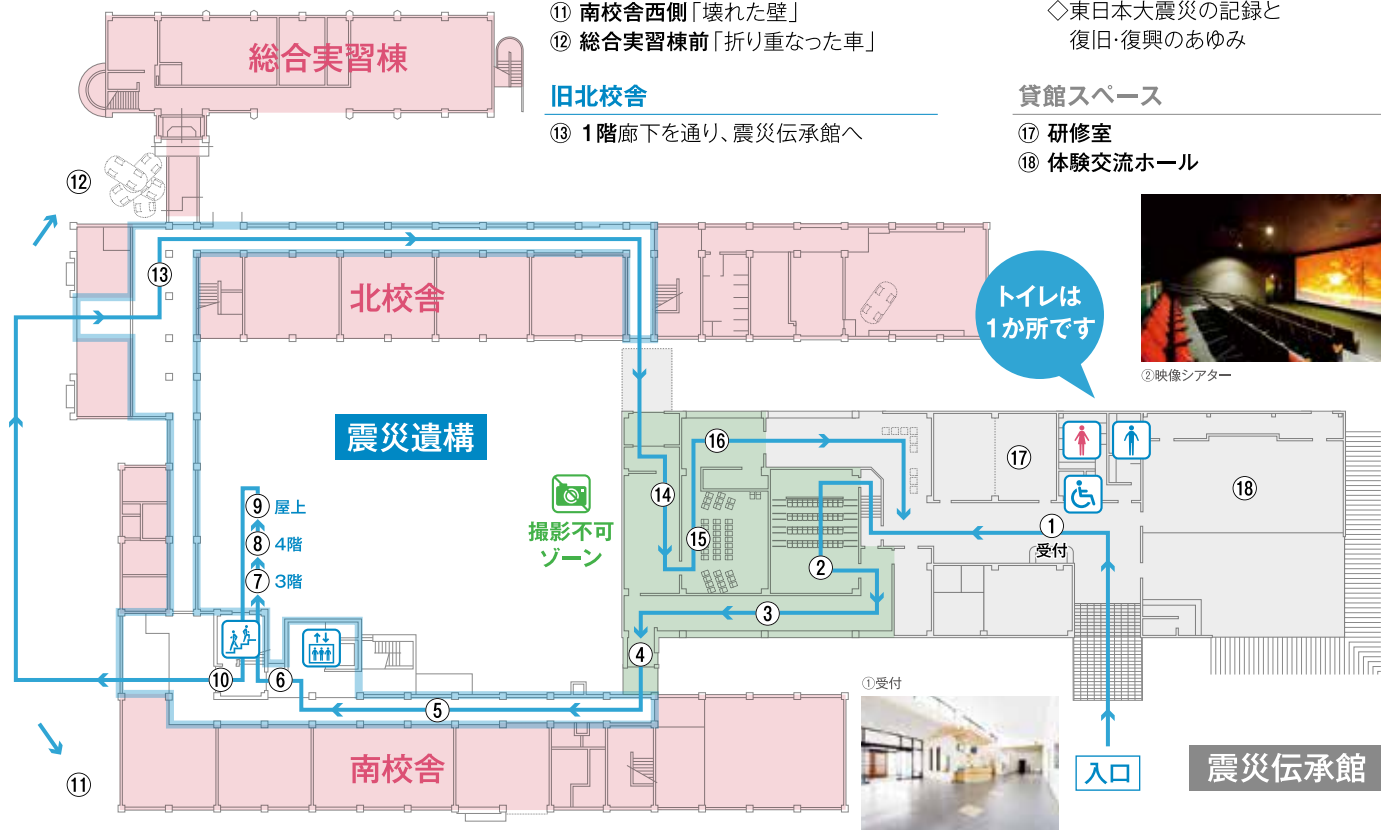 ⑪ 南校舎西側「壊れた壁」
⑫ 総合実習棟前「折り重なった車」
旧北校舎
⑬ 1階廊下を通り、震災伝承館へ
◇東日本大震災の記録と
復旧・復興のあゆみ
貸館スペース
⑰ 研修室
⑱ 体験交流ホール
総合実習棟
⑫
⑬
北校舎
トイレは
1か所です
②映像シアター
震災遺構
⑯
⑰
⑱
⑭
⑮
撮影不可
ゾーン
⑨ 屋上
⑧ 4階
⑦ 3階
①
受付
②
③
④
⑩
⑥
⑤
①受付
南校舎
⑪
入口
震災伝承館